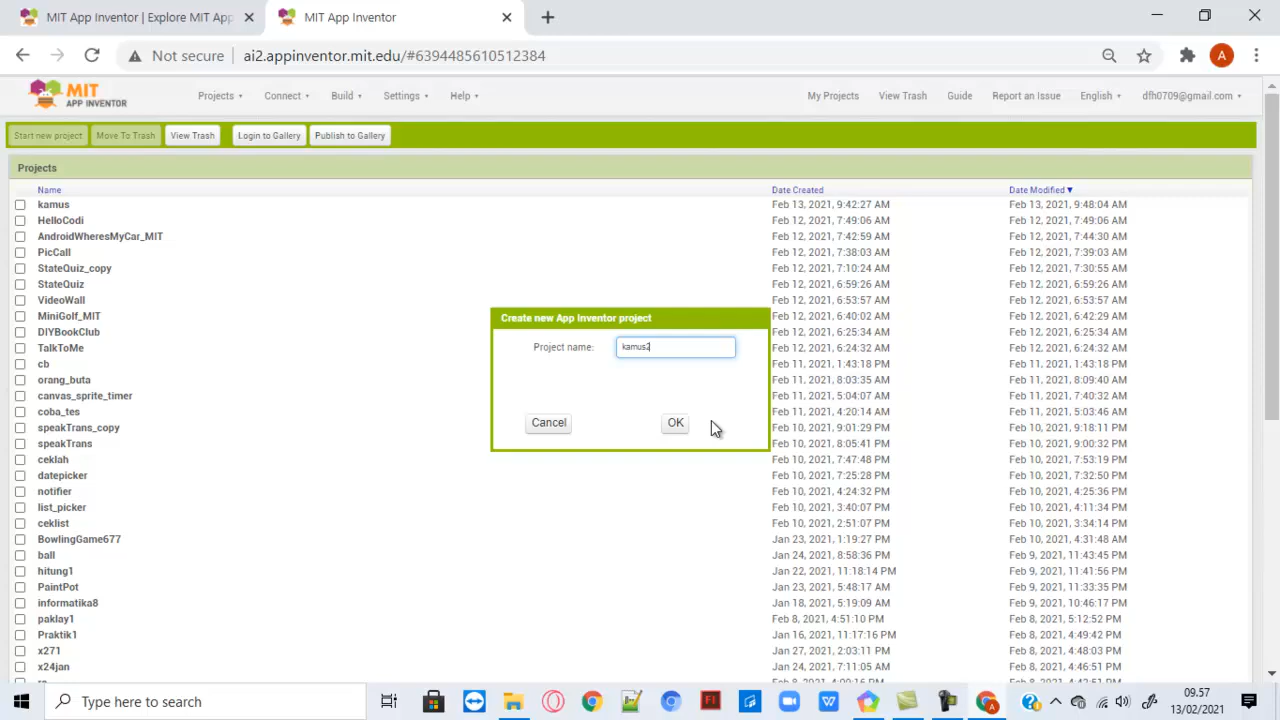 MIT App Inventor | Explore MIT App
MIT App Inventor
Not secure
ai2.appinventor.mit.edu/#6394485610512384
MIT
APP INVENTOR
Projects
Connect
Build
Settings
Help
My Projects
View Trash
Guide
Report an Issue
English
dfh0709@gmail.com
Start new project
Move To Trash
View Trash
Login to Gallery
Publish to Gallery
Projects
Name Date Created Date Modified ▼
kamus Feb 13, 2021, 9:42:27 AM Feb 13, 2021, 9:48:04 AM
HelloCodi Feb 12, 2021, 7:49:06 AM Feb 12, 2021, 7:49:06 AM
AndroidWheresMyCar_MIT Feb 12, 2021, 7:42:59 AM Feb 12, 2021, 7:44:30 AM
PicCall Feb 12, 2021, 7:38:03 AM Feb 12, 2021, 7:39:03 AM
StateQuiz_copy Feb 12, 2021, 7:10:24 AM Feb 12, 2021, 7:30:55 AM
StateQuiz Feb 12, 2021, 6:59:26 AM Feb 12, 2021, 6:59:26 AM
VideoWall Feb 12, 2021, 6:53:57 AM Feb 12, 2021, 6:53:57 AM
MiniGolf_MIT Feb 12, 2021, 6:40:02 AM Feb 12, 2021, 6:42:29 AM
DIYBookClub Feb 12, 2021, 6:25:34 AM Feb 12, 2021, 6:25:34 AM
TalkToMe Feb 12, 2021, 6:24:32 AM Feb 12, 2021, 6:24:32 AM
cb Feb 11, 2021, 1:43:18 PM Feb 11, 2021, 1:43:18 PM
orang_buta Feb 11, 2021, 8:03:35 AM Feb 11, 2021, 8:09:40 AM
canvas_sprite_timer Feb 11, 2021, 5:04:07 AM Feb 11, 2021, 7:40:32 AM
coba_tes Feb 11, 2021, 4:20:14 AM Feb 11, 2021, 5:03:46 AM
speakTrans_copy Feb 10, 2021, 9:01:29 PM Feb 10, 2021, 9:18:11 PM
speakTrans Feb 10, 2021, 8:05:41 PM Feb 10, 2021, 9:00:32 PM
ceklah Feb 10, 2021, 7:47:48 PM Feb 10, 2021, 7:53:19 PM
datepicker Feb 10, 2021, 7:25:28 PM Feb 10, 2021, 7:32:50 PM
notifier Feb 10, 2021, 4:24:32 PM Feb 10, 2021, 4:25:36 PM
list_picker Feb 10, 2021, 3:40:07 PM Feb 10, 2021, 4:11:34 PM
ceklist Feb 10, 2021, 2:51:07 PM Feb 10, 2021, 3:34:14 PM
BowlingGame677 Jan 23, 2021, 1:19:27 PM Feb 10, 2021, 4:31:48 AM
ball Jan 24, 2021, 8:58:36 PM Feb 9, 2021, 11:43:45 PM
hitung1 Jan 22, 2021, 11:18:14 PM Feb 9, 2021, 11:41:56 PM
PaintPot Jan 23, 2021, 5:48:17 AM Feb 9, 2021, 11:33:35 PM
informatika8 Jan 18, 2021, 5:19:09 AM Feb 9, 2021, 10:46:17 PM
paklay1 Feb 8, 2021, 4:51:10 PM Feb 8, 2021, 5:12:52 PM
Praktik1 Jan 16, 2021, 11:17:16 PM Feb 8, 2021, 4:49:42 PM
x271 Jan 27, 2021, 2:03:11 PM Feb 8, 2021, 4:48:03 PM
x24jan Jan 24, 2021, 7:11:05 AM Feb 8, 2021, 4:46:51 PM
Create new App Inventor project
Project name: kamus2
Cancel
OK
Type here to search
09.57
13/02/2021